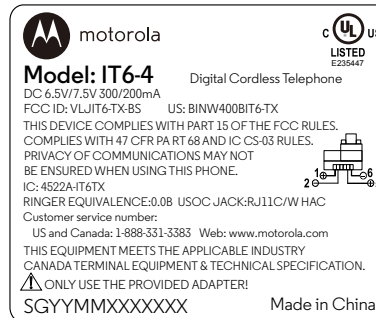 motorola
C UL US
LISTED
E235447
Model: IT6-4
Digital Cordless Telephone
DC 6.5V/7.5V 300/200mA
FCC ID: VLJIT6-TX-BS US: BINW400BIT6-TX
THIS DEVICE COMPLIES WITH PART 15 OF THE FCC RULES.
COMPLIES WITH 47 CFR PA RT 68 AND IC CS-03 RULES.
PRIVACY OF COMMUNICATIONS MAY NOT
BE ENSURED WHEN USING THIS PHONE.
IC: 4522A-IT6TX
1 6
2
RINGER EQUIVALENCE:0.0B USOC JACK:RJ11C/W HAC
Customer service number:
US and Canada: 1-888-331-3383 Web: www.motorola.com
THIS EQUIPMENT MEETS THE APPLICABLE INDUSTRY
CANADA TERMINAL EQUIPMENT & TECHNICAL SPECIFICATION.
ONLY USE THE PROVIDED ADAPTER!
SGYYMMXXXXXXX Made in China